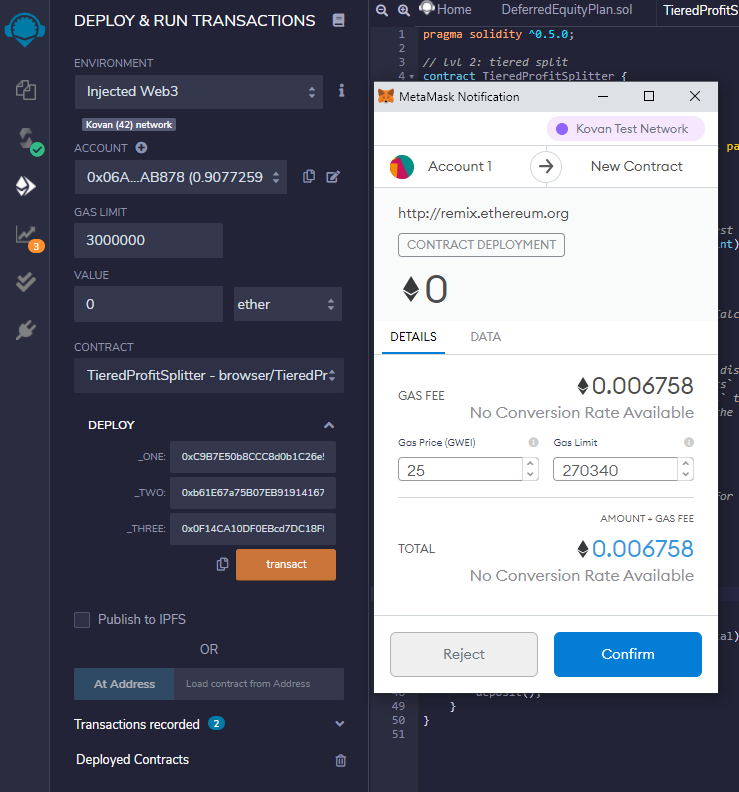 DEPLOY & RUN TRANSACTIONS
ENVIRONMENT
Injected Web3
Kovan (42) network
ACCOUNT
0x06A...AB878 (0.9077259
GAS LIMIT
3000000
VALUE
0
ether
CONTRACT
TieredProfitSplitter - browser/TieredPr
DEPLOY
_ONE:
0xC9B7E50b8CCC8d0b1C26e5
_TWO:
0xb61E67a75B07EB91914167
_THREE:
0x0F14CA10DF0EBcd7DC18F8
transact
Publish to IPFS
OR
At Address
Load contract from Address
Transactions recorded 2
Deployed Contracts
3
Home
DeferredEquityPlan.sol
TieredProfitS
1 pragma solidity ^0.5.0;
2
3 // lvl 2: tiered split
4 contract TieredProfitSplitter {
MetaMask Notification
Kovan Test Network
Account 1
New Contract
http://remix.ethereum.org
CONTRACT DEPLOYMENT
0
DETAILS
DATA
GAS FEE
0.006758
No Conversion Rate Available
Gas Price (GWEI)
Gas Limit
25
270340
AMOUNT + GAS FEE
TOTAL
0.006758
No Conversion Rate Available
Reject
Confirm
deposit();
49 }
50 }
51